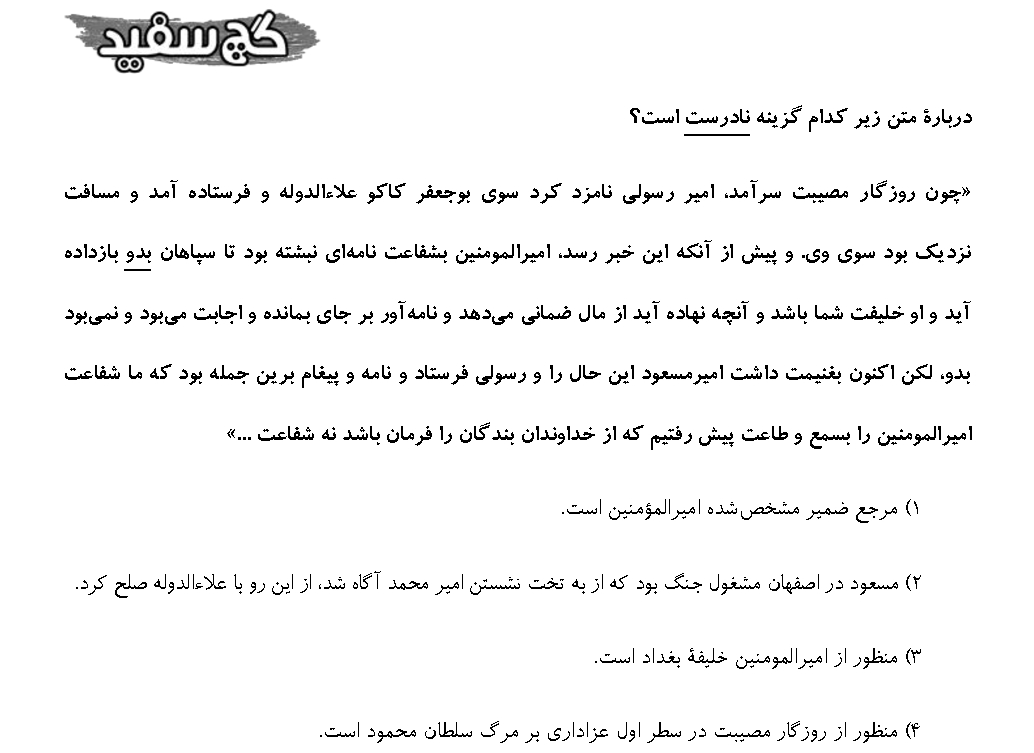 گچ سفید
دربارهٔ متن زیر کدام گزینه نادرست است؟
«چون روزگار مصیبت سرآمد، امیر رسولی نامزد کرد سوی بوجعفر کاکو علاءالدوله و فرستاده آمد و مسافت
نزدیک بود سوی وی. و پیش از آنکه این خبر رسد، امیرالمومنین بشفاعت نامه‌ای نبشته بود تا سپاهان بدو بازداده
آید و او خلیفت شما باشد و آنچه نهاده آید از مال ضمانی می‌دهد و نامه‌آور بر جای بمانده و اجابت می‌بود و نمی‌بود
بدو، لکن اکنون بغنیمت داشت امیرمسعود این حال را و رسولی فرستاد و نامه و پیغام برین جمله بود که ما شفاعت
امیرالمومنین را بسمع و طاعت پیش رفتیم که از خداوندان بندگان را فرمان باشد نه شفاعت ...»
۱) مرجع ضمیر مشخص‌شده امیرالمؤمنین است.
۲) مسعود در اصفهان مشغول جنگ بود که از به تخت نشستن امیر محمد آگاه شد، از این رو با علاءالدوله صلح کرد.
۳) منظور از امیرالمومنین خلیفهٔ بغداد است.
۴) منظور از روزگار مصیبت در سطر اول عزاداری بر مرگ سلطان محمود است.